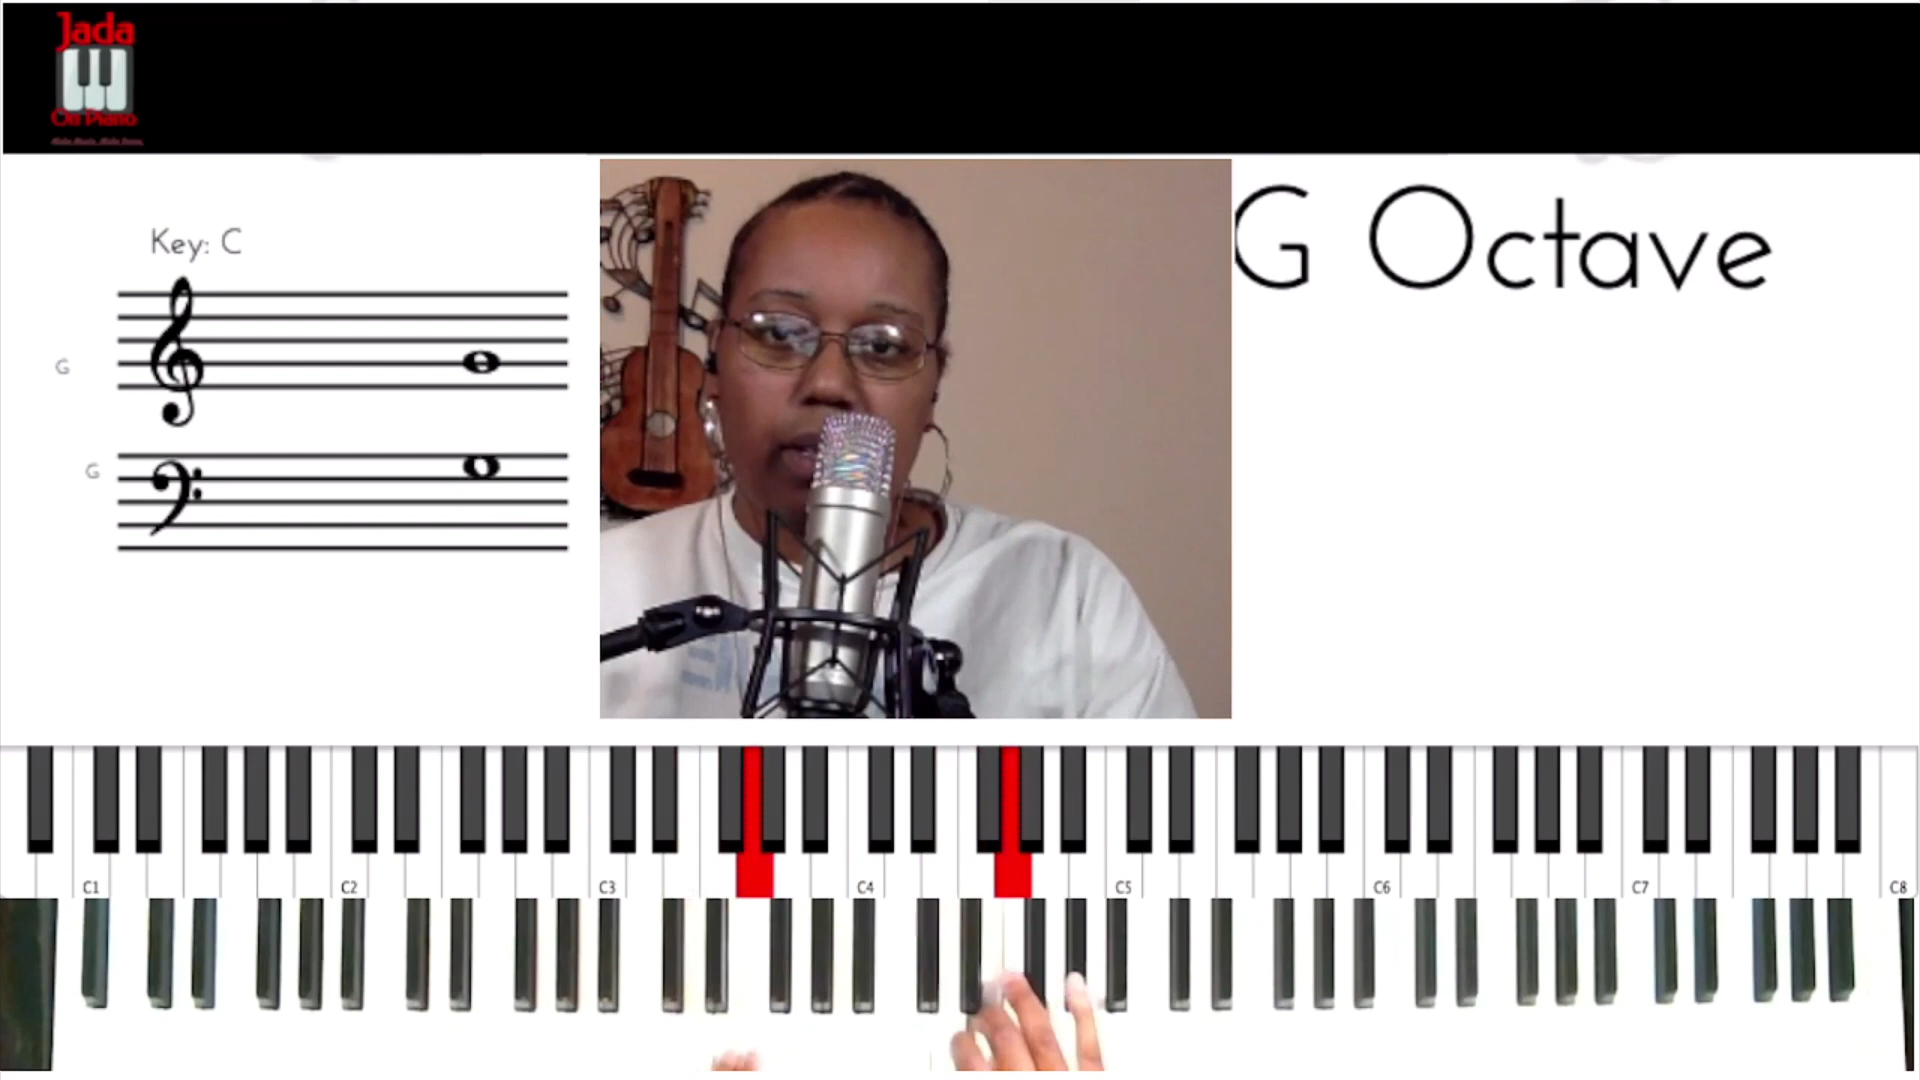 Jada
On Piano
G Octave
Key: C
G
G
C1
C2
C3
C4
C5
C6
C7
C8